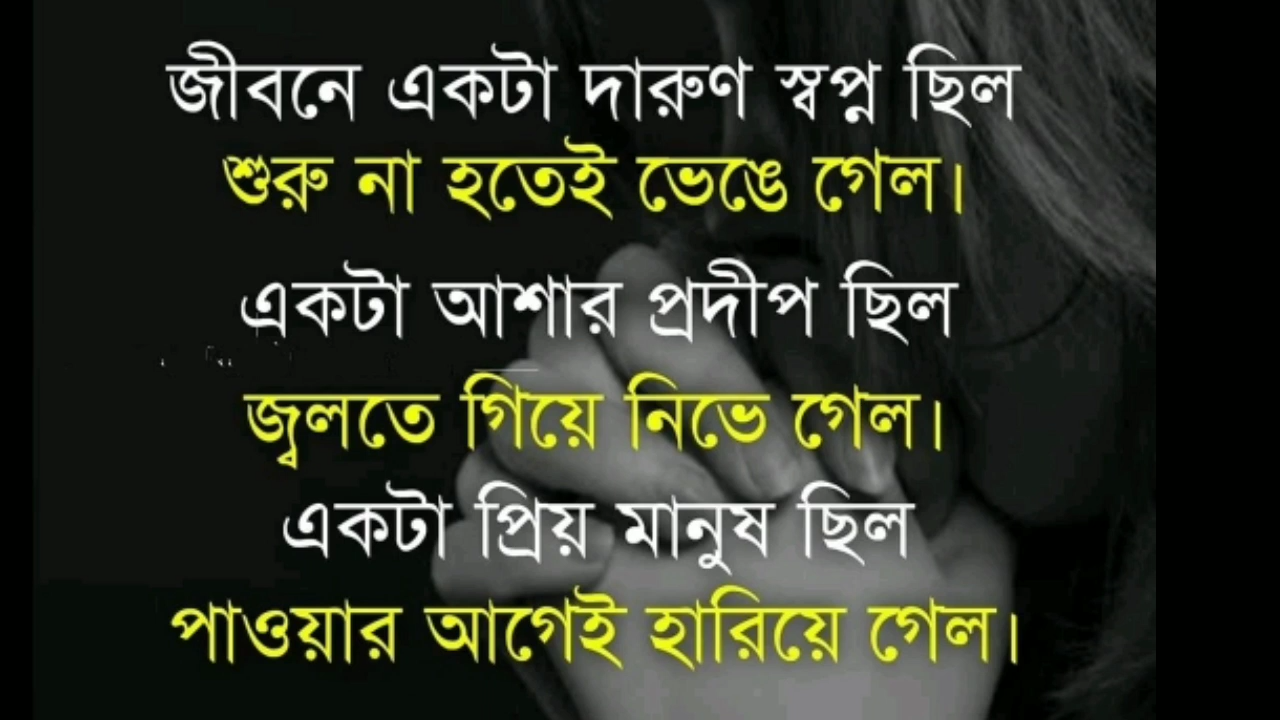 জীবনে একটা দারুণ স্বপ্ন ছিল
শুরু না হতেই ভেঙে গেল।
একটা আশার প্রদীপ ছিল
জ্বলতে গিয়ে নিভে গেল।
একটা প্রিয় মানুষ ছিল
পাওয়ার আগেই হারিয়ে গেল।